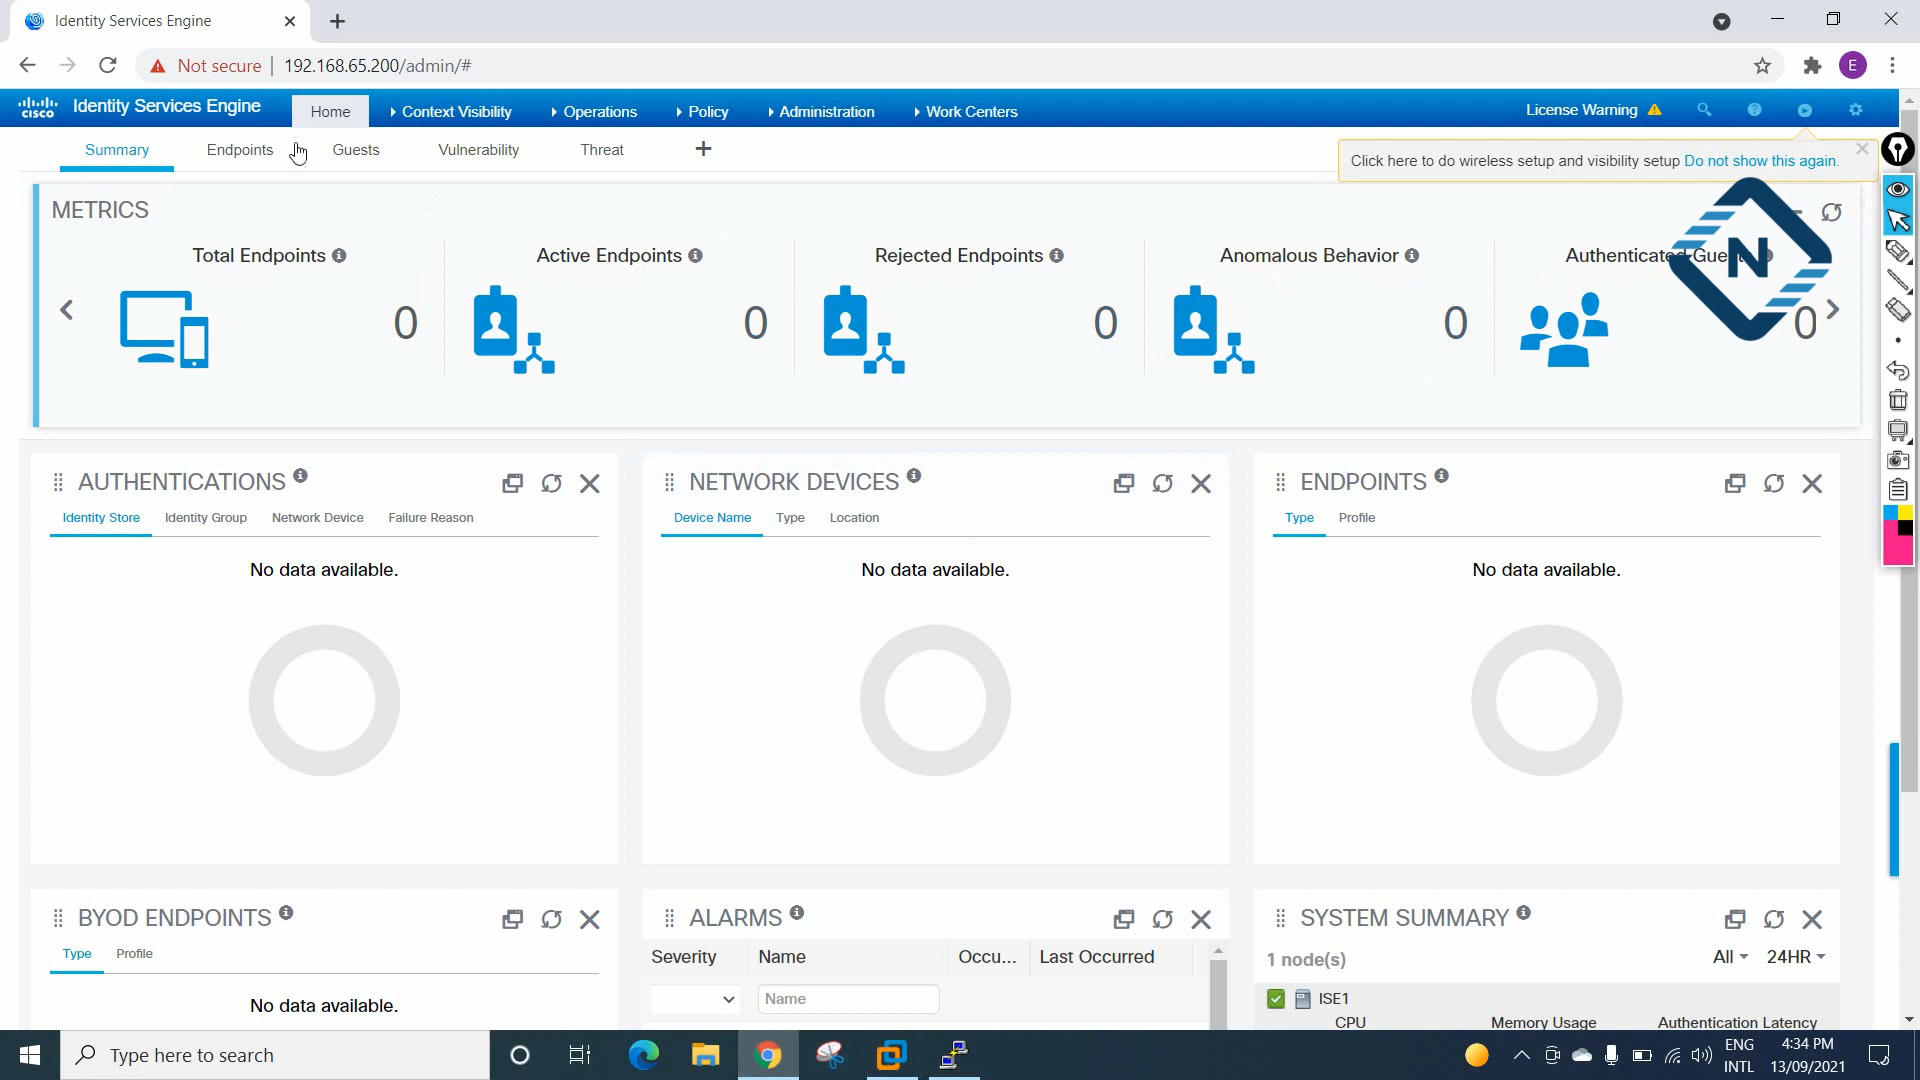 Identity Services Engine
Not secure 192.168.65.200/admin/#
E
cisco Identity Services Engine Home Context Visibility Operations Policy Administration Work Centers License Warning
Summary Endpoints Guests Vulnerability Threat
Click here to do wireless setup and visibility setup Do not show this again.
METRICS
N
Total Endpoints Active Endpoints Rejected Endpoints Anomalous Behavior Authenticated
0 0 0 0 0
AUTHENTICATIONS
Identity Store Identity Group Network Device Failure Reason
No data available.
NETWORK DEVICES
Device Name Type Location
No data available.
ENDPOINTS
Type Profile
No data available.
BYOD ENDPOINTS
Type Profile
No data available.
ALARMS
Severity Name Occu... Last Occurred
Name
SYSTEM SUMMARY
1 node(s) All 24HR
ISE1
CPU Memory Usage Authentication Latency
Type here to search
ENG
INTL
4:34 PM
13/09/2021